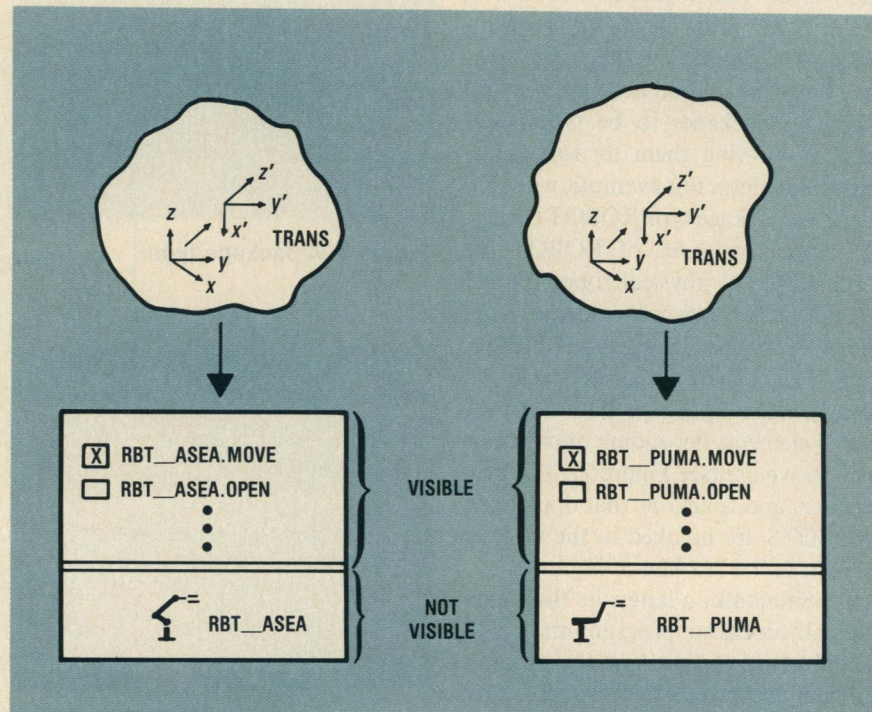 z'
y'
x'
z
y
x
TRANS
z'
y'
x'
z
y
x
TRANS
X RBT__ASEA.MOVE
RBT__ASEA.OPEN
VISIBLE
X RBT__PUMA.MOVE
RBT__PUMA.OPEN
RBT__ASEA
NOT
VISIBLE
RBT__PUMA